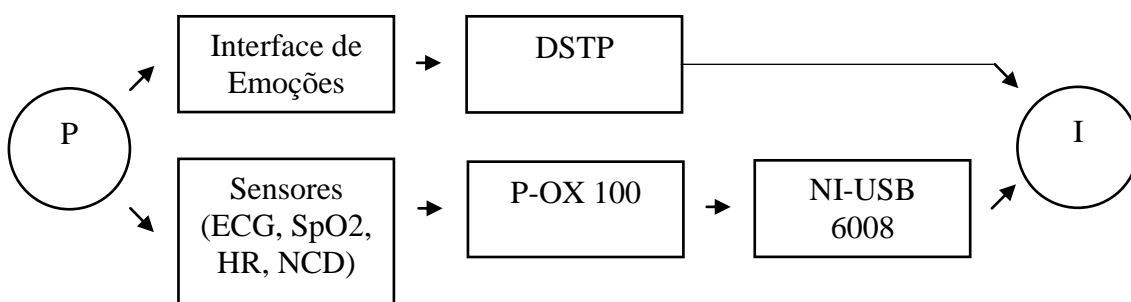 P
Interface de
Emoções
DSTP
I
Sensores
(ECG, SpO2,
HR, NCD)
P-OX 100
NI-USB
6008